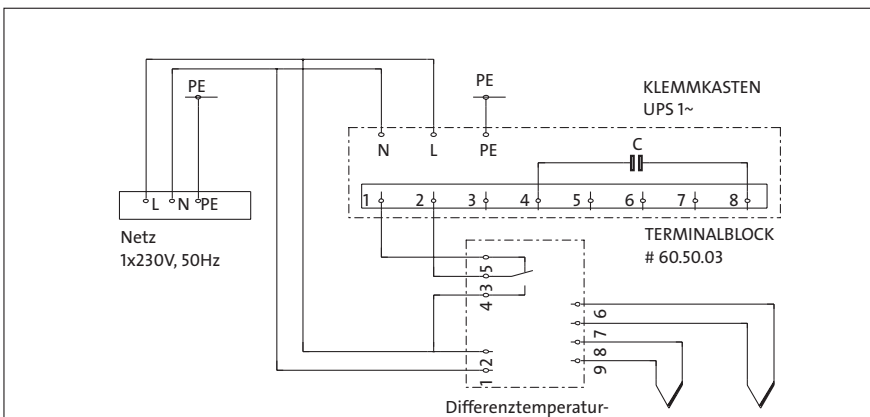 PE
PE
KLEMMKASTEN
UPS 1~
N L PE
C
1 2 3 4 5 6 7 8
L N PE
Netz
1x230V, 50Hz
TERMINALBLOCK
# 60.50.03
5
3
4
2
1
6
7
8
9
Differenztemperatur-